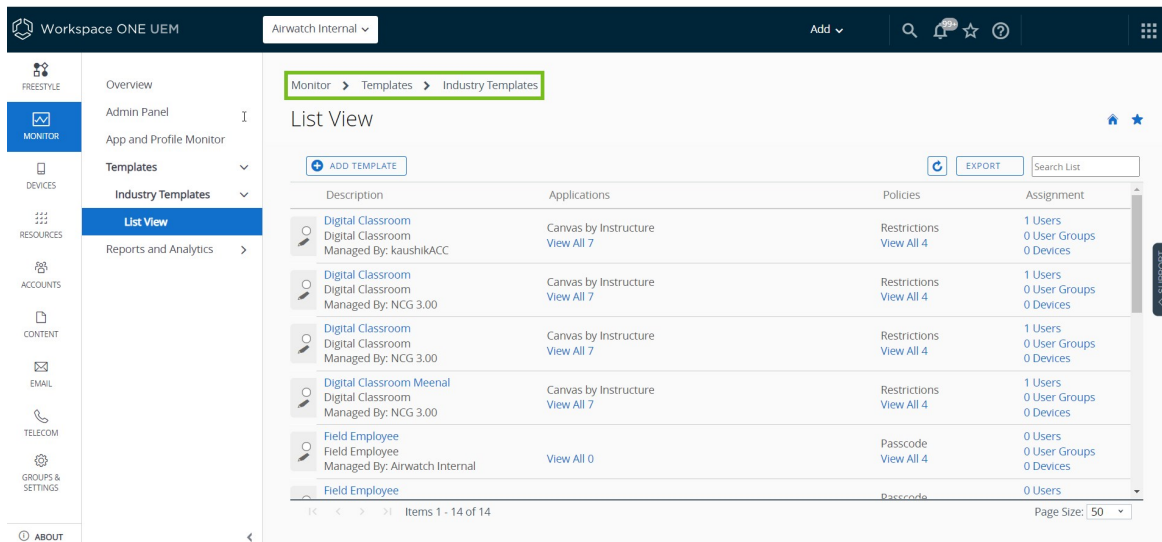 Workspace ONE UEM
Airwatch Internal
Add
99+
FREESTYLE
MONITOR
DEVICES
RESOURCES
ACCOUNTS
CONTENT
EMAIL
TELECOM
GROUPS &
SETTINGS
ABOUT
Overview
Admin Panel
App and Profile Monitor
Templates
Industry Templates
List View
Reports and Analytics
Monitor > Templates > Industry Templates
List View
ADD TEMPLATE
EXPORT
Search List
Description Applications Policies Assignment
Digital Classroom
Digital Classroom
Managed By: kaushikACC
Canvas by Instructure
View All 7
Restrictions
View All 4
1 Users
0 User Groups
0 Devices
Digital Classroom
Digital Classroom
Managed By: NCG 3.00
Canvas by Instructure
View All 7
Restrictions
View All 4
1 Users
0 User Groups
0 Devices
Digital Classroom
Digital Classroom
Managed By: NCG 3.00
Canvas by Instructure
View All 7
Restrictions
View All 4
1 Users
0 User Groups
0 Devices
Digital Classroom Meenal
Digital Classroom
Managed By: NCG 3.00
Canvas by Instructure
View All 7
Restrictions
View All 4
1 Users
0 User Groups
0 Devices
Field Employee
Field Employee
Managed By: Airwatch Internal
View All 0
Passcode
View All 4
0 Users
0 User Groups
0 Devices
Field Employee
Passcode
0 Users
Items 1 - 14 of 14
Page Size: 50
SUPPORT